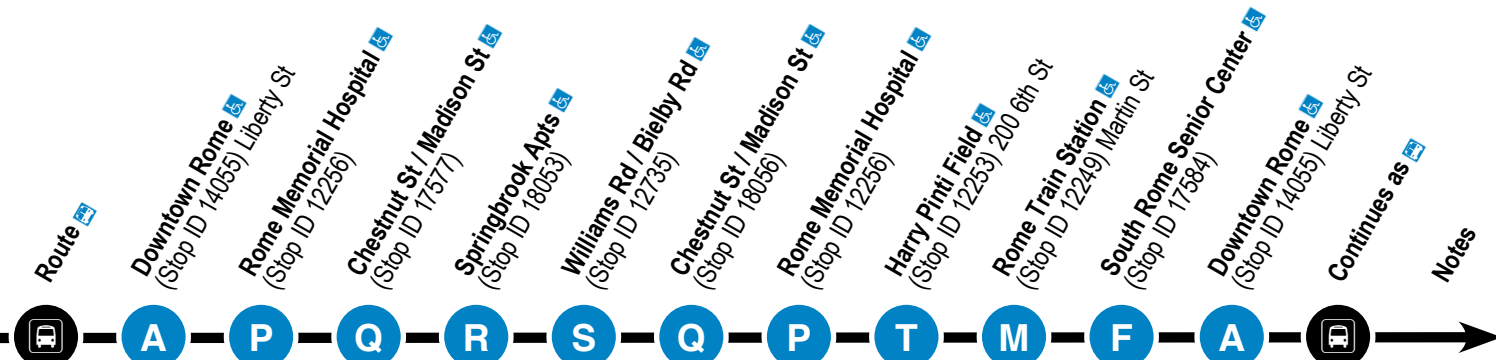 Route
Downtown Rome
(Stop ID 14055) Liberty St
Rome Memorial Hospital
(Stop ID 12256)
Chestnut St / Madison St
(Stop ID 17577)
Springbrook Apts
(Stop ID 18053)
Williams Rd / Bielby Rd
(Stop ID 12735)
Chestnut St / Madison St
(Stop ID 18056)
Rome Memorial Hospital
(Stop ID 12256)
Harry Pinti Field
(Stop ID 12253) 200 6th St
Rome Train Station
(Stop ID 12249) Martin St
South Rome Senior Center
(Stop ID 17584)
Downtown Rome
(Stop ID 14055) Liberty St
Continues as
Notes
A P Q R S Q P T M F A